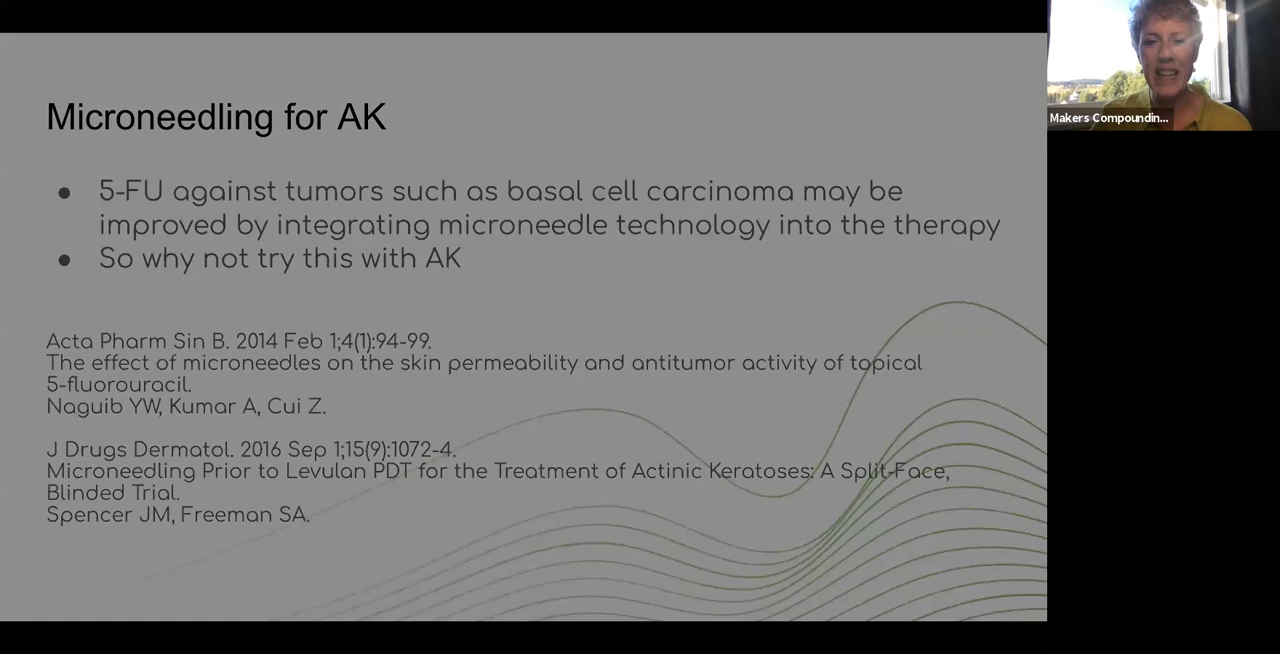 Microneedling for AK
● 5-FU against tumors such as basal cell carcinoma may be
improved by integrating microneedle technology into the therapy
● So why not try this with AK
Acta Pharm Sin B. 2014 Feb 1;4(1):94-99.
The effect of microneedles on the skin permeability and antitumor activity of topical
5-fluorouracil.
Naguib YW, Kumar A, Cui Z.
J Drugs Dermatol. 2016 Sep 1;15(9):1072-4.
Microneedling Prior to Levulan PDT for the Treatment of Actinic Keratoses: A Split-Face,
Blinded Trial.
Spencer JM, Freeman SA.
Makers Compoundin...